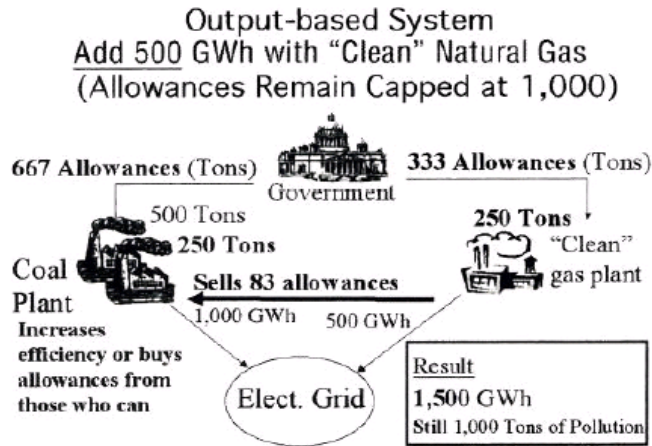 Output-based System
Add 500 GWh with “Clean” Natural Gas
(Allowances Remain Capped at 1,000)
667 Allowances (Tons)
333 Allowances (Tons)
Government
500 Tons
250 Tons
250 Tons
“Clean”
gas plant
Coal
Plant
Sells 83 allowances
1,000 GWh
500 GWh
Increases
efficiency or buys
allowances from
those who can
Elect. Grid
Result
1,500 GWh
Still 1,000 Tons of Pollution